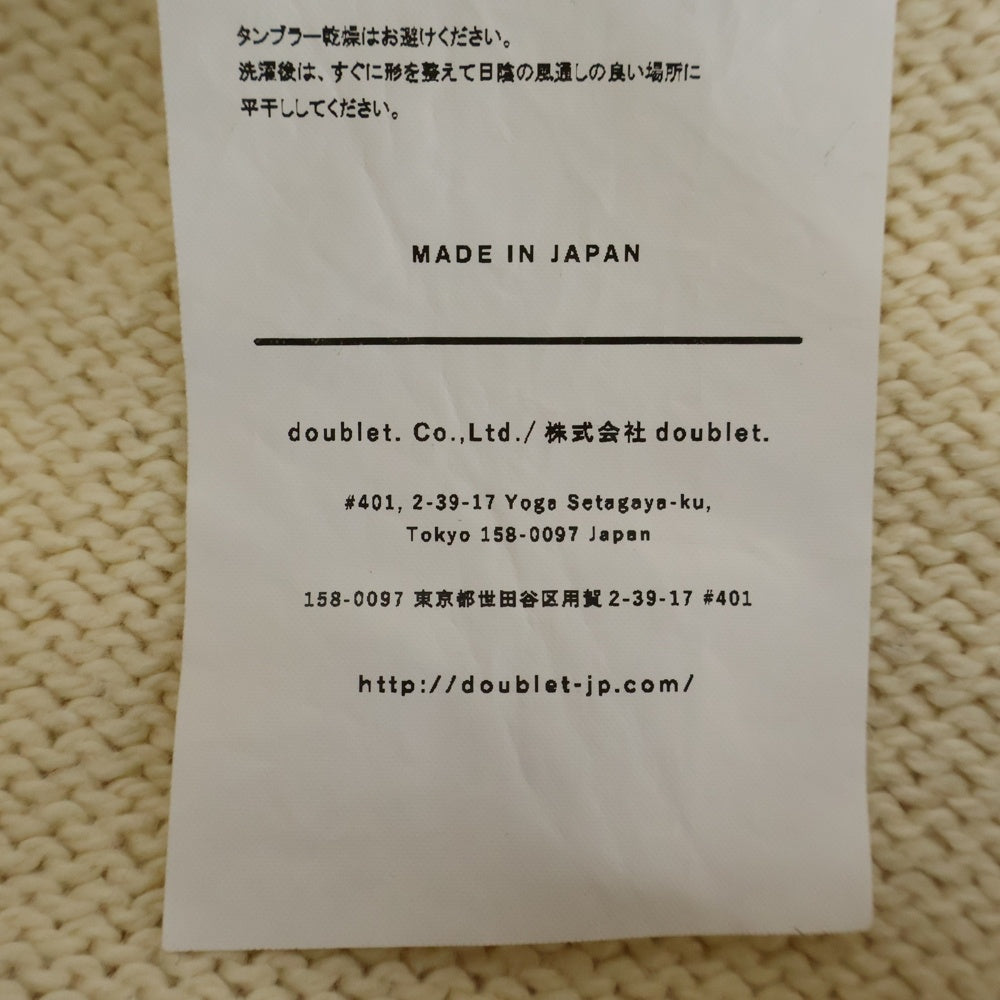 タンブラー乾燥はお避けください。
洗濯後は、すぐに形を整えて日陰の風通しの良い場所に
平干ししてください。
MADE IN JAPAN
doublet. Co.,Ltd./ 株式会社 doublet.
#401, 2-39-17 Yoga Setagaya-ku,
Tokyo 158-0097 Japan
158-0097 東京都世田谷区用賀 2-39-17 #401
http://doublet-jp.com/